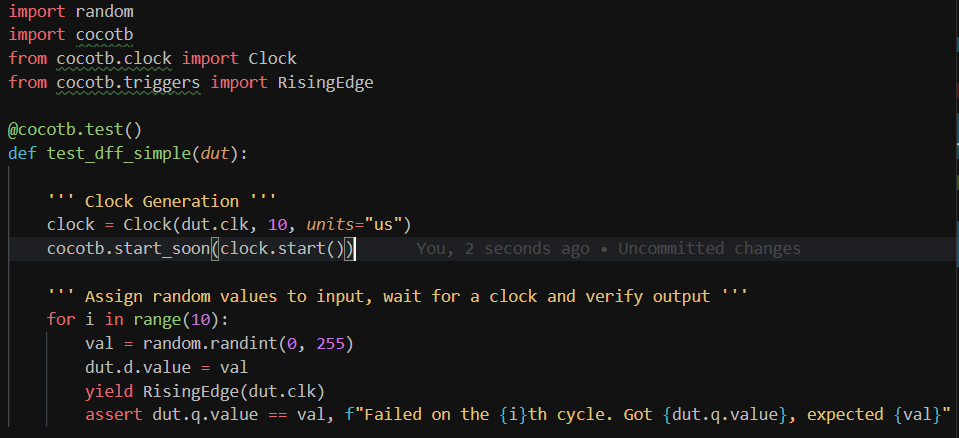 import random
import cocotb
from cocotb.clock import Clock
from cocotb.triggers import RisingEdge

@cocotb.test()
def test_dff_simple(dut):

    ''' Clock Generation '''
    clock = Clock(dut.clk, 10, units="us")
    cocotb.start_soon(clock.start())     You, 2 seconds ago • Uncommitted changes

    ''' Assign random values to input, wait for a clock and verify output '''
    for i in range(10):
        val = random.randint(0, 255)
        dut.d.value = val
        yield RisingEdge(dut.clk)
        assert dut.q.value == val, f"Failed on the {i}th cycle. Got {dut.q.value}, expected {val}"